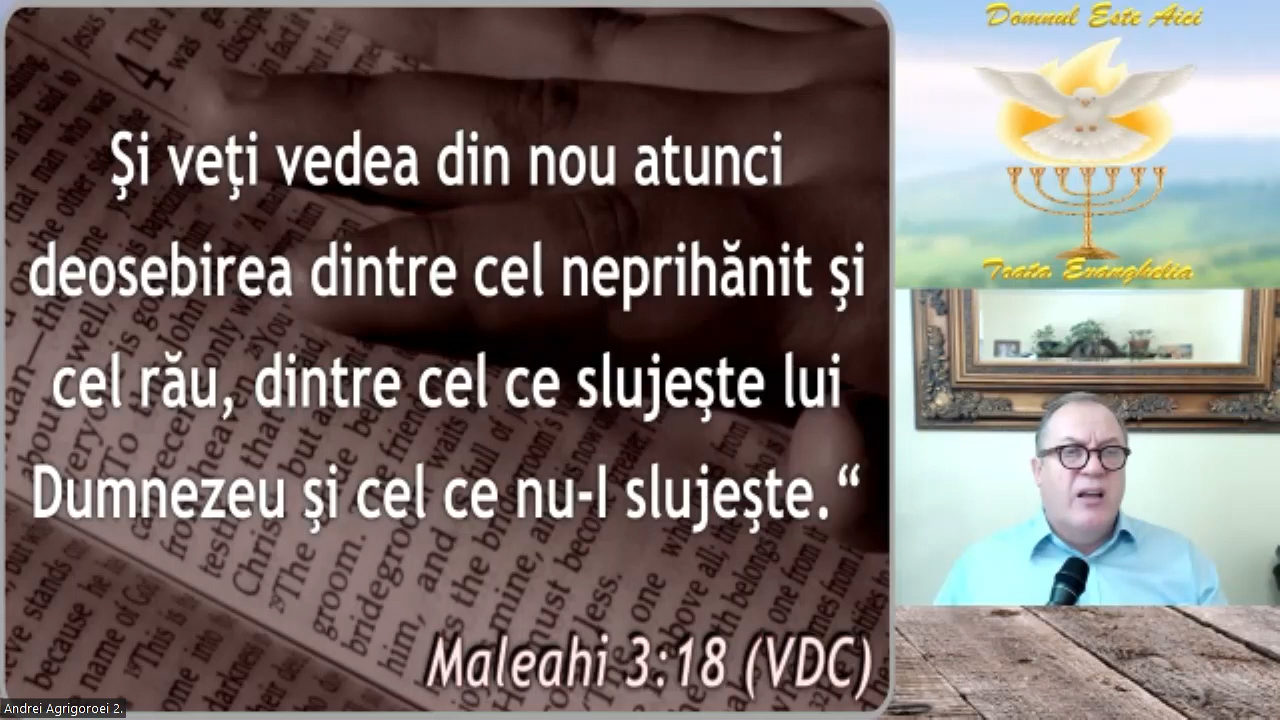 Şi veţi vedea din nou atunci
deosebirea dintre cel neprihănit şi
cel rău, dintre cel ce slujeşte lui
Dumnezeu şi cel ce nu-l slujeşte.“
Maleahi 3:18 (VDC)
Domnul Este Aici
Trata Evanghelia
Andrei Agrigoroei 2.